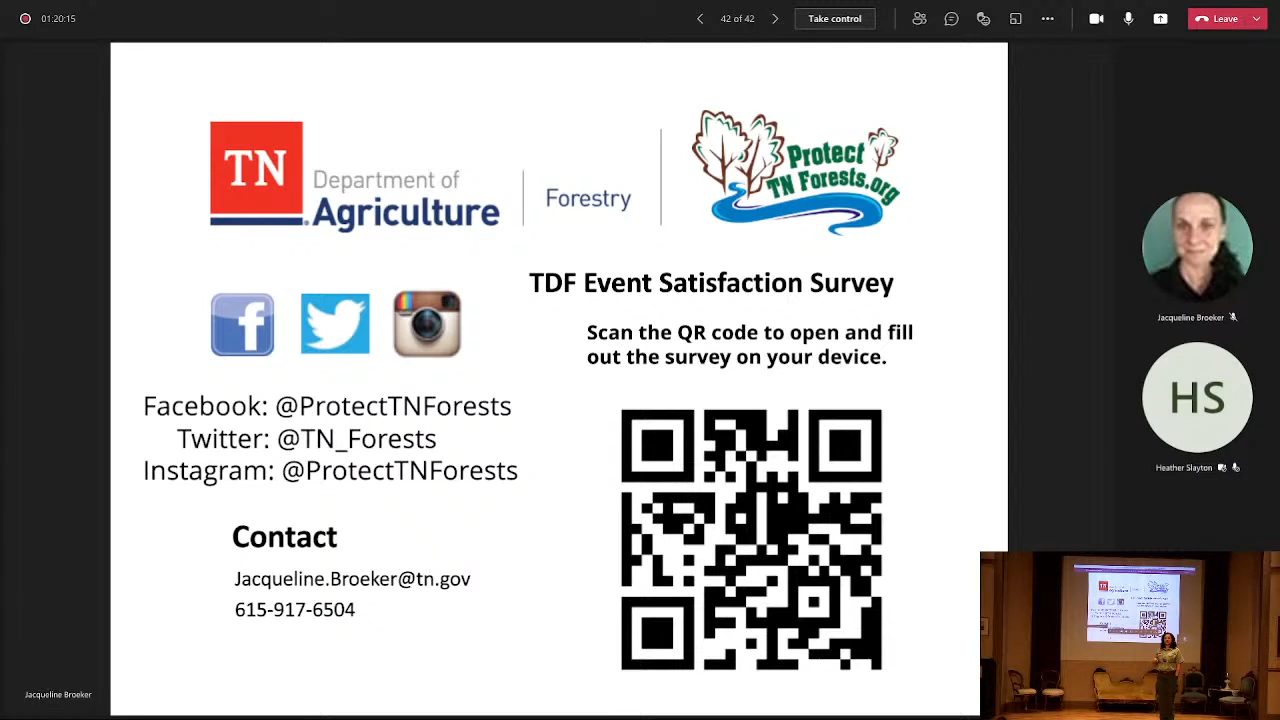 01:20:15
42 of 42
Take control
Leave
TN
Department of
Agriculture
Forestry
Protect
TN Forests.org
TDF Event Satisfaction Survey
Scan the QR code to open and fill
out the survey on your device.
Facebook: @ProtectTNForests
Twitter: @TN_Forests
Instagram: @ProtectTNForests
Contact
Jacqueline.Broeker@tn.gov
615-917-6504
Jacqueline Broeker
HS
Heather Slayton
Jacqueline Broeker